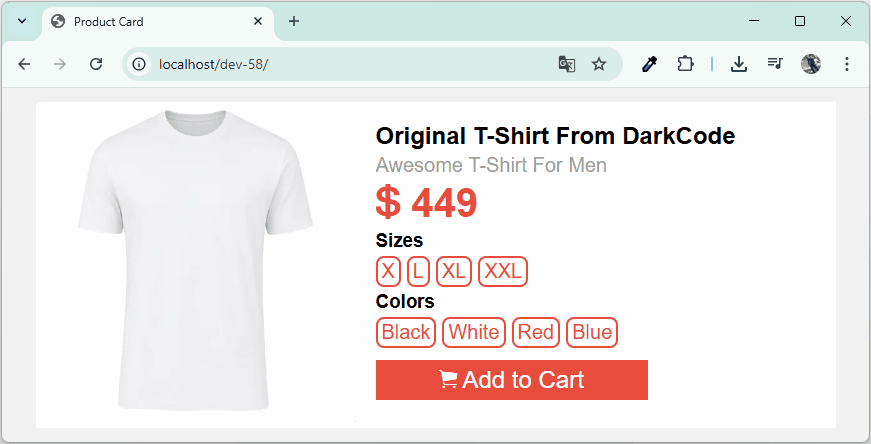 Product Card
localhost/dev-58/
Original T-Shirt From DarkCode
Awesome T-Shirt For Men
$ 449
Sizes
X L XL XXL
Colors
Black White Red Blue
Add to Cart